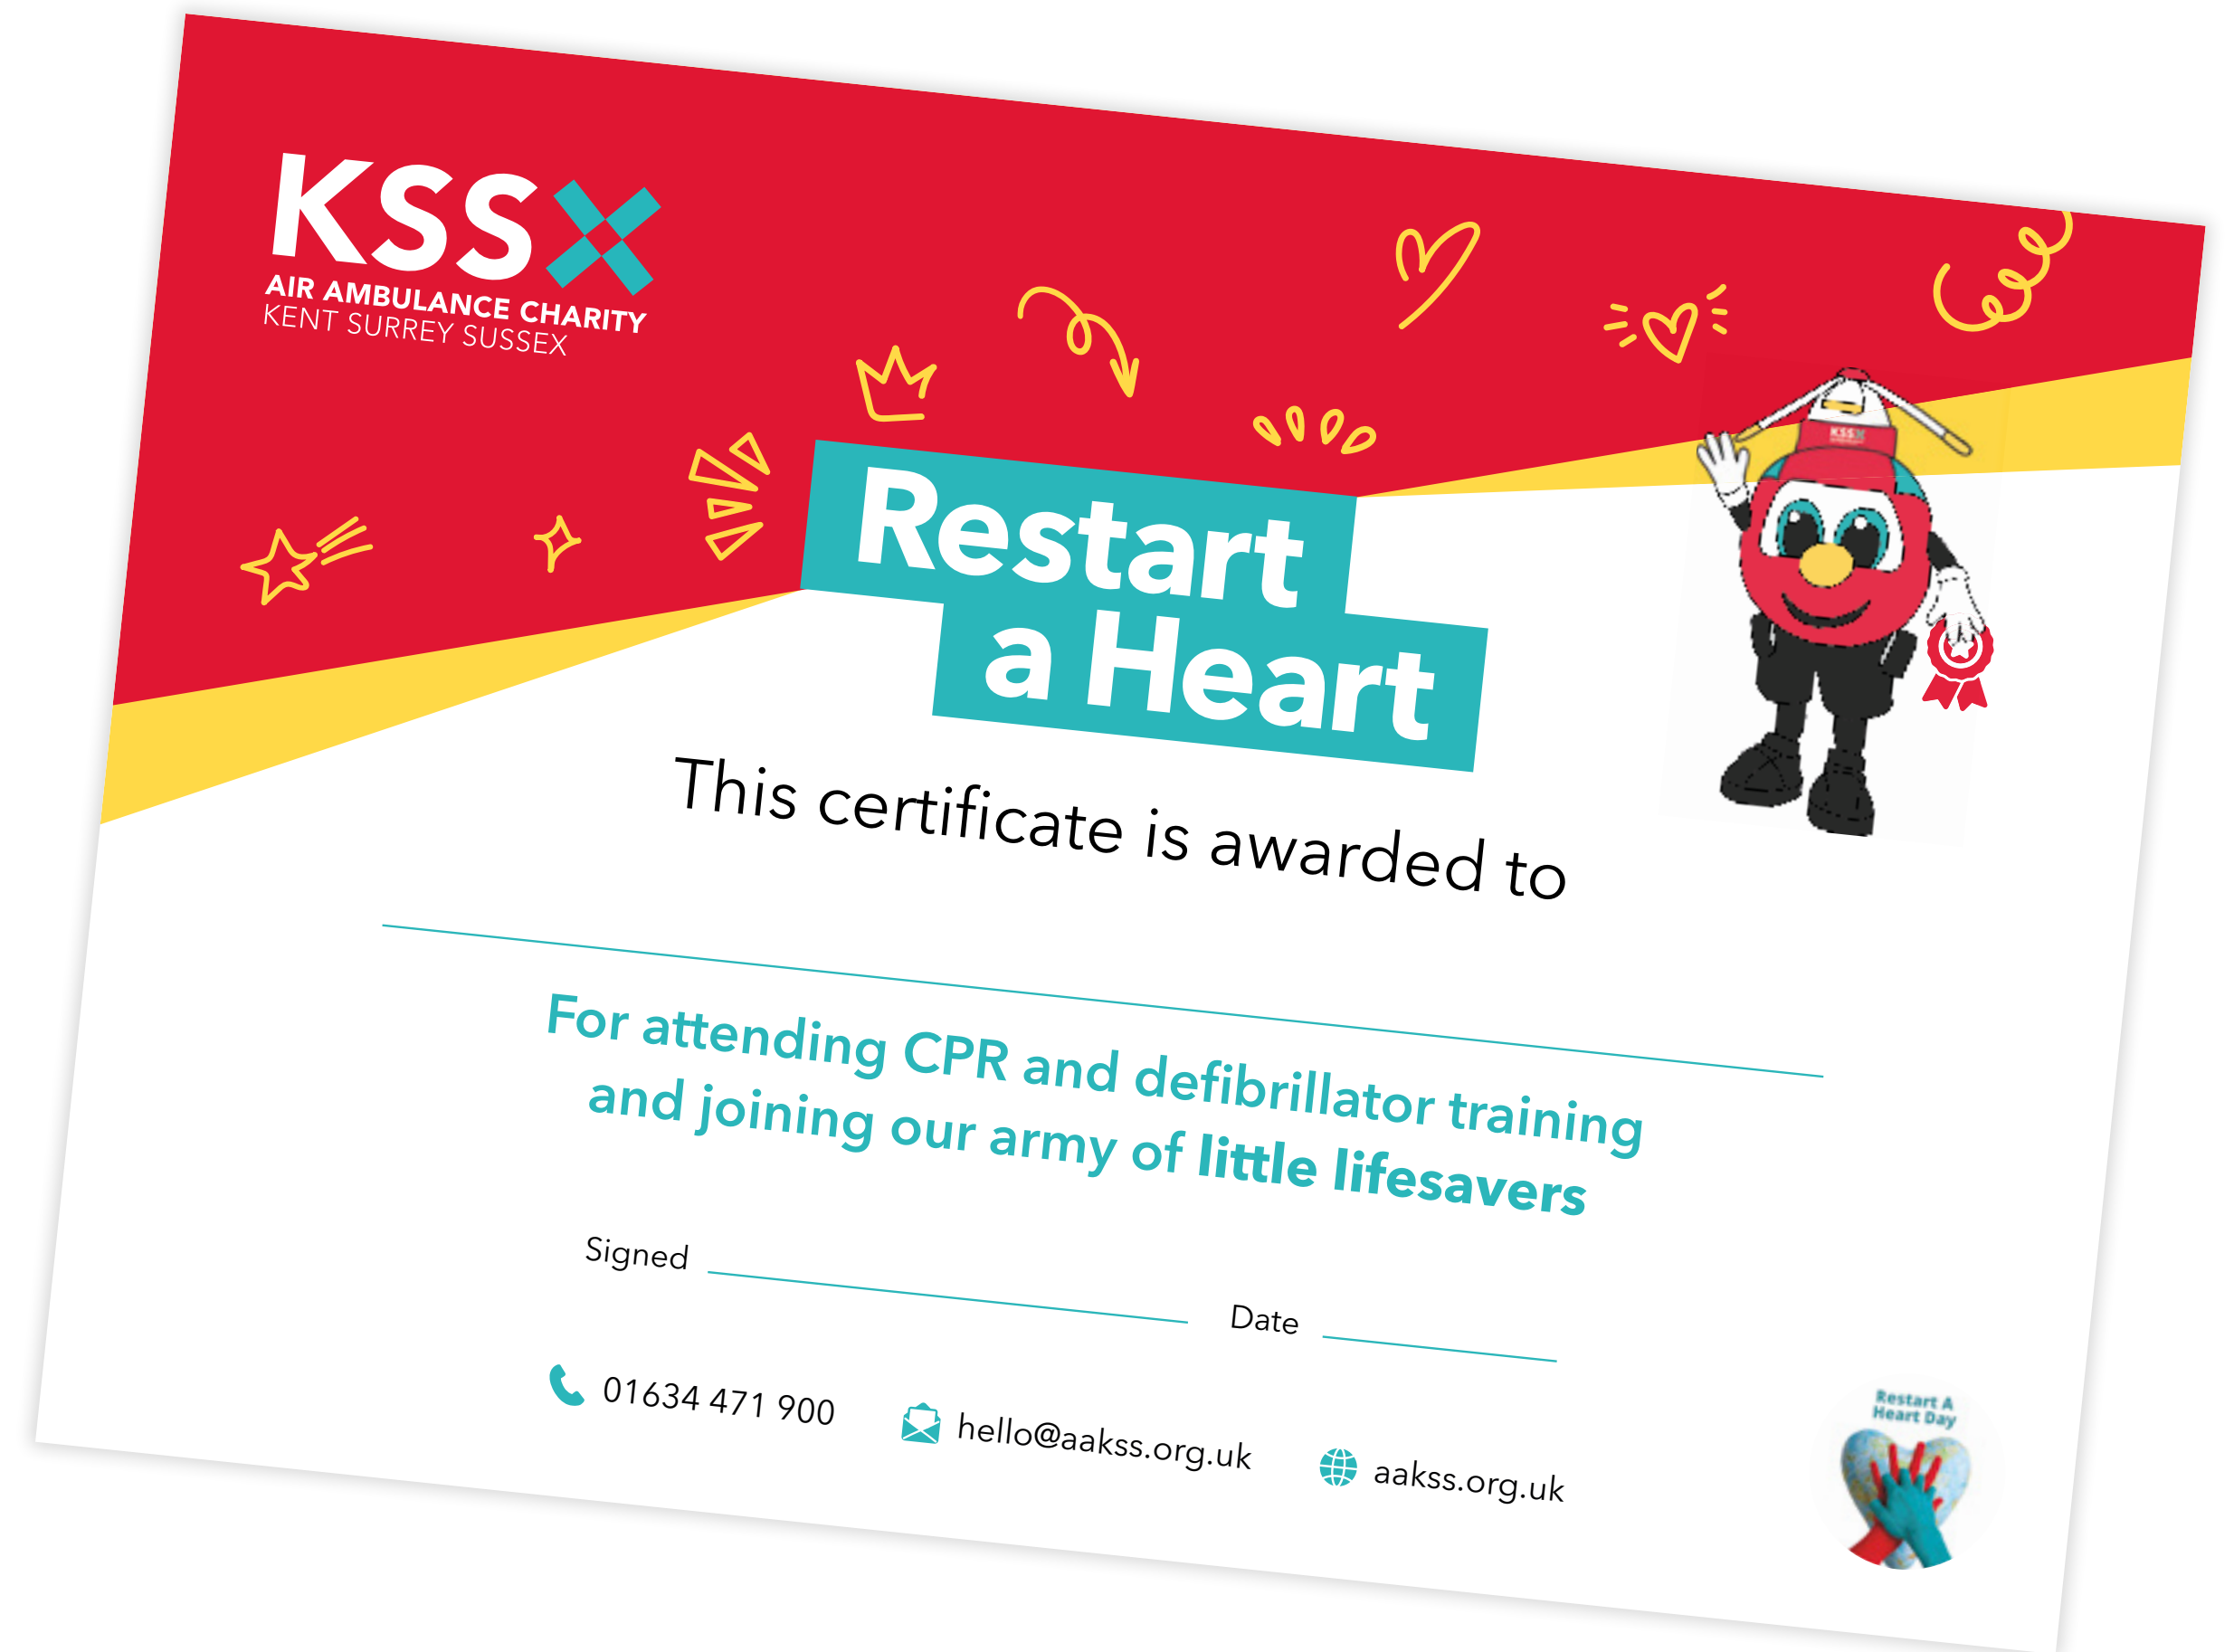 KSS
AIR AMBULANCE CHARITY
KENT SURREY SUSSEX
KSS
Restart
a Heart
This certificate is awarded to
For attending CPR and defibrillator training
and joining our army of little lifesavers
Signed
Date
01634 471 900
hello@aakss.org.uk
aakss.org.uk
Restart A
Heart Day